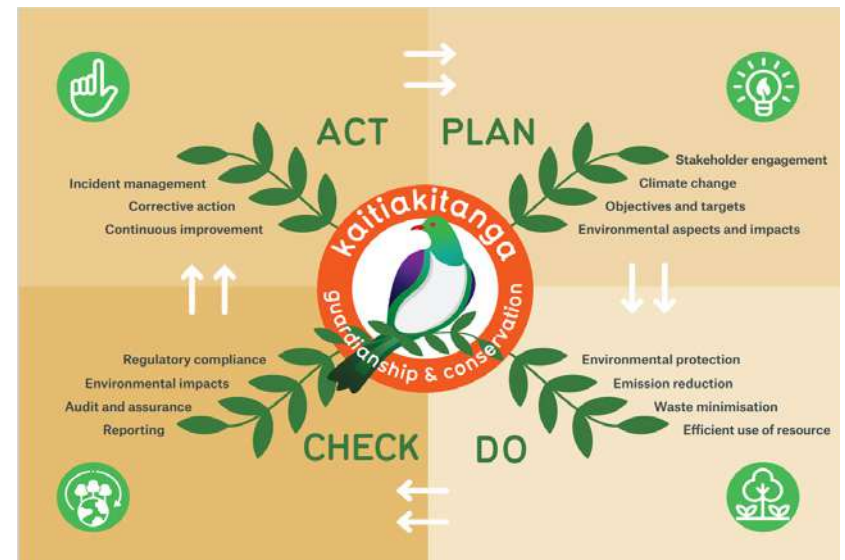 ACT
Incident management
Corrective action
Continuous improvement
PLAN
Stakeholder engagement
Climate change
Objectives and targets
Environmental aspects and impacts
kaitiakitanga
guardianship & conservation
Regulatory compliance
Environmental impacts
Audit and assurance
Reporting
CHECK
Environmental protection
Emission reduction
Waste minimisation
Efficient use of resource
DO